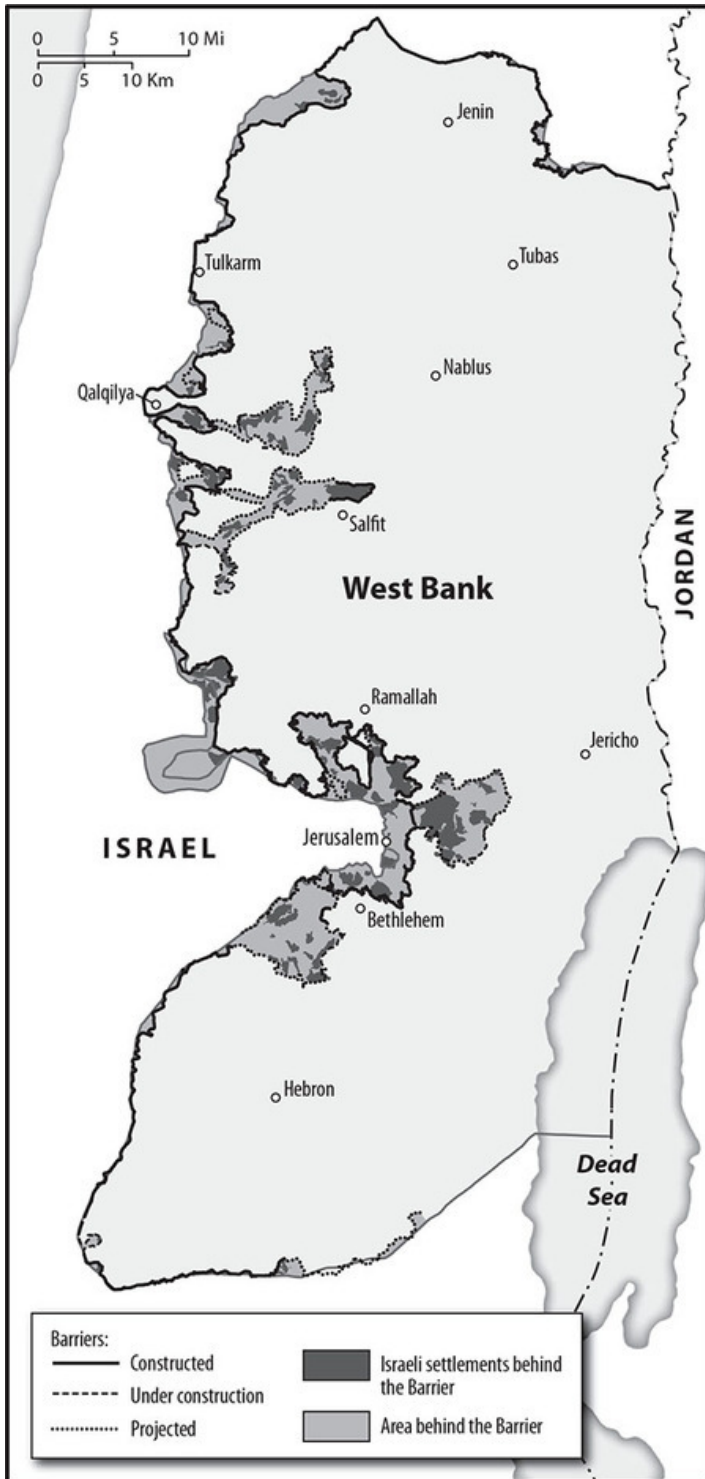 0 5 10 Mi
0 5 10 Km
Jenin
Tulkarm
Tubas
Nablus
Qalqilya
Salfit
West Bank
JORDAN
Ramallah
Jericho
ISRAEL
Jerusalem
Bethlehem
Hebron
Dead
Sea
Barriers:
Constructed
Under construction
Projected
Israeli settlements behind
the Barrier
Area behind the Barrier